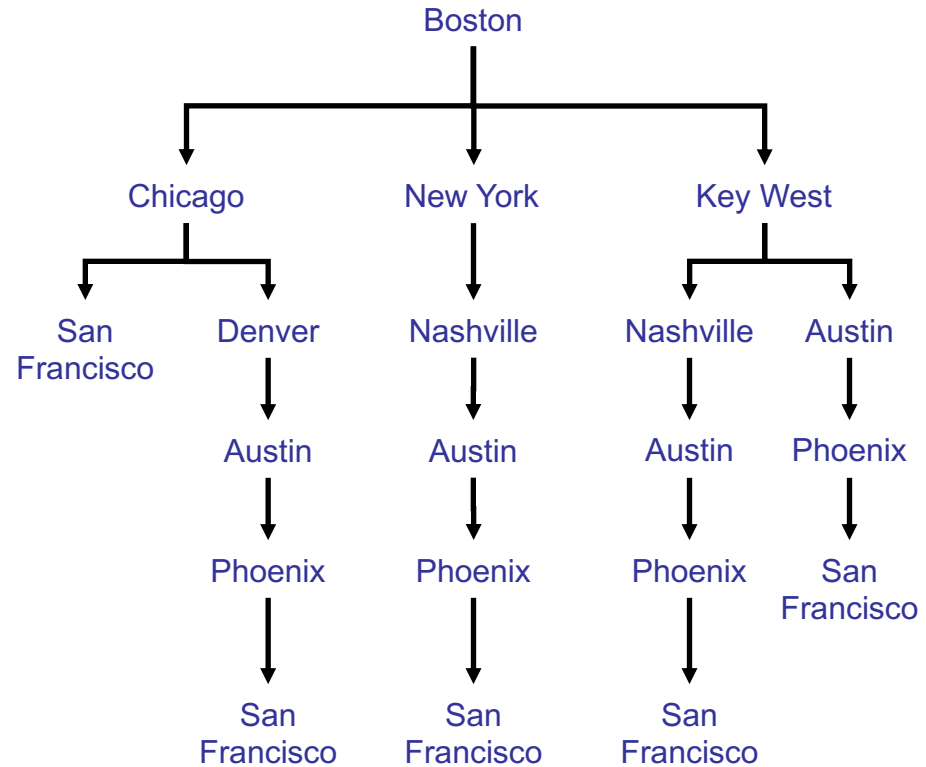 Boston
Chicago
New York
Key West
San
Francisco
Denver
Nashville
Nashville
Austin
Austin
Austin
Austin
Phoenix
Phoenix
Phoenix
Phoenix
San
Francisco
San
Francisco
San
Francisco
San
Francisco